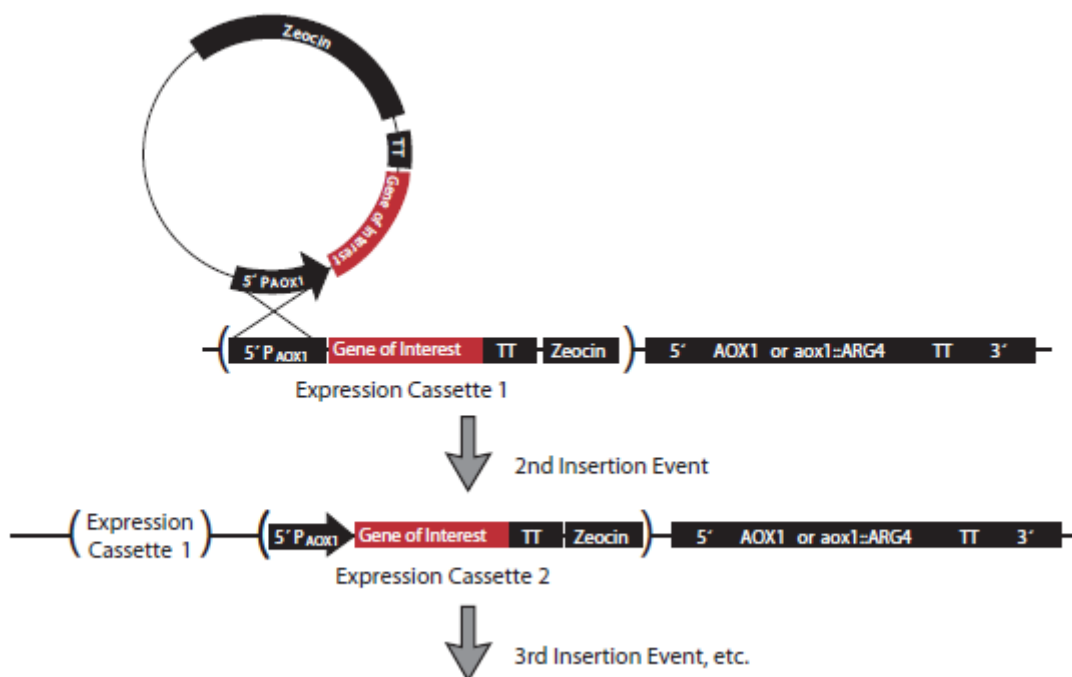 Zeocin
TT
Gene of Interest
5´ PAOX1
( 5´ PAOX1 Gene of Interest TT Zeocin ) 5´ AOX1 or aox1::ARG4 TT 3´
Expression Cassette 1
2nd Insertion Event
( Expression
Cassette 1 )
( 5´ PAOX1 Gene of Interest TT Zeocin ) 5´ AOX1 or aox1::ARG4 TT 3´
Expression Cassette 2
3rd Insertion Event, etc.